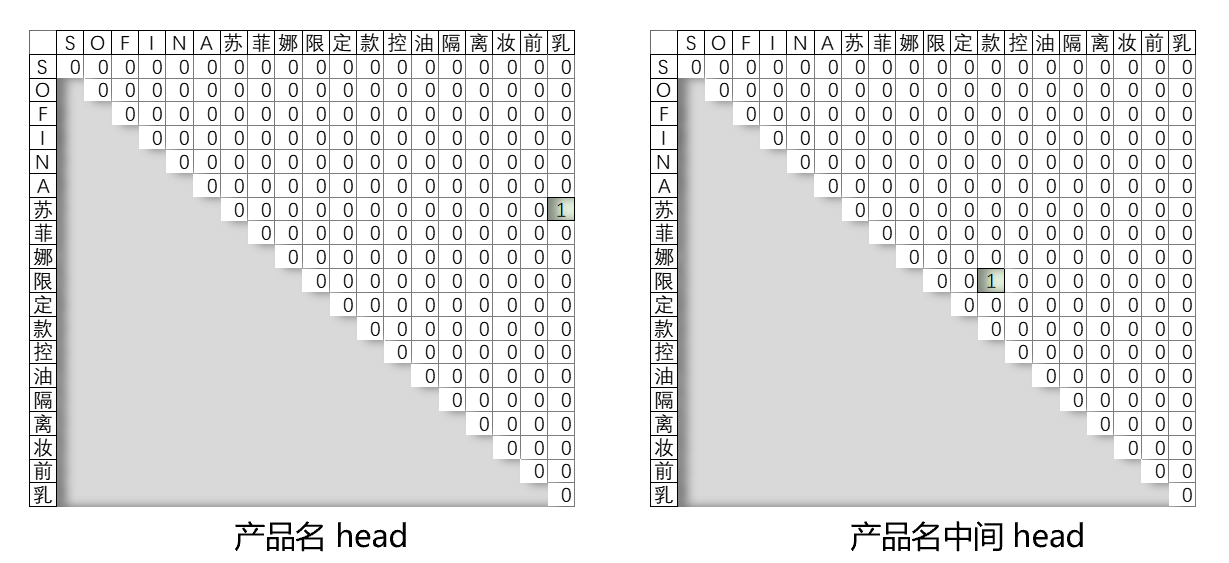 S O F I N A 苏 菲 娜 限 定 款 控 油 隔 离 妆 前 乳
S 0 0 0 0 0 0 0 0 0 0 0 0 0 0 0 0 0 0 0
O 0 0 0 0 0 0 0 0 0 0 0 0 0 0 0 0 0 0
F 0 0 0 0 0 0 0 0 0 0 0 0 0 0 0 0 0
I 0 0 0 0 0 0 0 0 0 0 0 0 0 0 0 0
N 0 0 0 0 0 0 0 0 0 0 0 0 0 0 0
A 0 0 0 0 0 0 0 0 0 0 0 0 0 0
苏 0 0 0 0 0 0 0 0 0 0 0 0 1
菲 0 0 0 0 0 0 0 0 0 0 0 0
娜 0 0 0 0 0 0 0 0 0 0 0
限 0 0 0 0 0 0 0 0 0 0
定 0 0 0 0 0 0 0 0 0
款 0 0 0 0 0 0 0 0
控 0 0 0 0 0 0 0
油 0 0 0 0 0 0
隔 0 0 0 0 0
离 0 0 0 0
妆 0 0 0
前 0 0
乳 0
产品名 head
S O F I N A 苏 菲 娜 限 定 款 控 油 隔 离 妆 前 乳
S 0 0 0 0 0 0 0 0 0 0 0 0 0 0 0 0 0 0 0
O 0 0 0 0 0 0 0 0 0 0 0 0 0 0 0 0 0 0
F 0 0 0 0 0 0 0 0 0 0 0 0 0 0 0 0 0
I 0 0 0 0 0 0 0 0 0 0 0 0 0 0 0 0
N 0 0 0 0 0 0 0 0 0 0 0 0 0 0 0
A 0 0 0 0 0 0 0 0 0 0 0 0 0 0
苏 0 0 0 0 0 0 0 0 0 0 0 0 0
菲 0 0 0 0 0 0 0 0 0 0 0 0
娜 0 0 0 0 0 0 0 0 0 0 0
限 0 0 1 0 0 0 0 0 0 0
定 0 0 0 0 0 0 0 0 0
款 0 0 0 0 0 0 0 0
控 0 0 0 0 0 0 0
油 0 0 0 0 0 0
隔 0 0 0 0 0
离 0 0 0 0
妆 0 0 0
前 0 0
乳 0
产品名中间 head